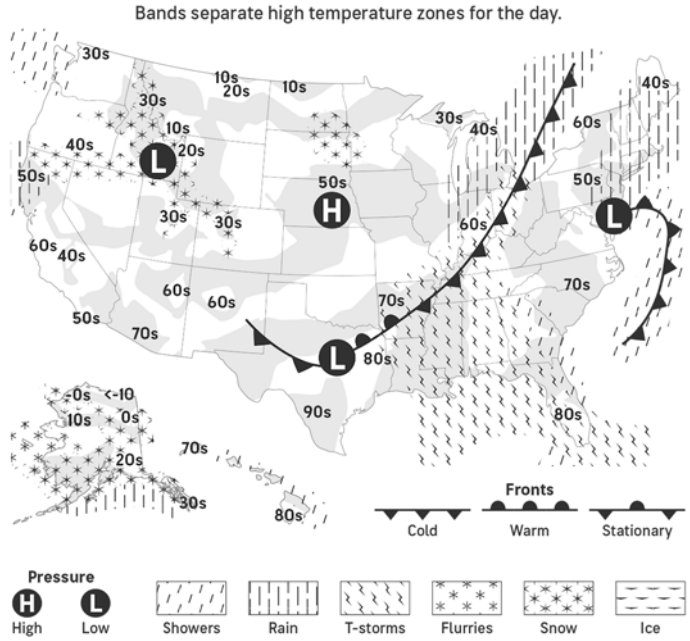 Bands separate high temperature zones for the day.
30s
10s
20s
10s
40s
30s
30s
40s
60s
10s
20s
40s
L
50s
50s
50s
H
L
30s
30s
60s
60s
40s
60s
60s
70s
50s
70s
70s
L
80s
90s
80s
-0s
<-10
10s
0s
20s
30s
70s
80s
Fronts
Cold
Warm
Stationary
Pressure
H
L
High
Low
Showers
Rain
T-storms
Flurries
Snow
Ice